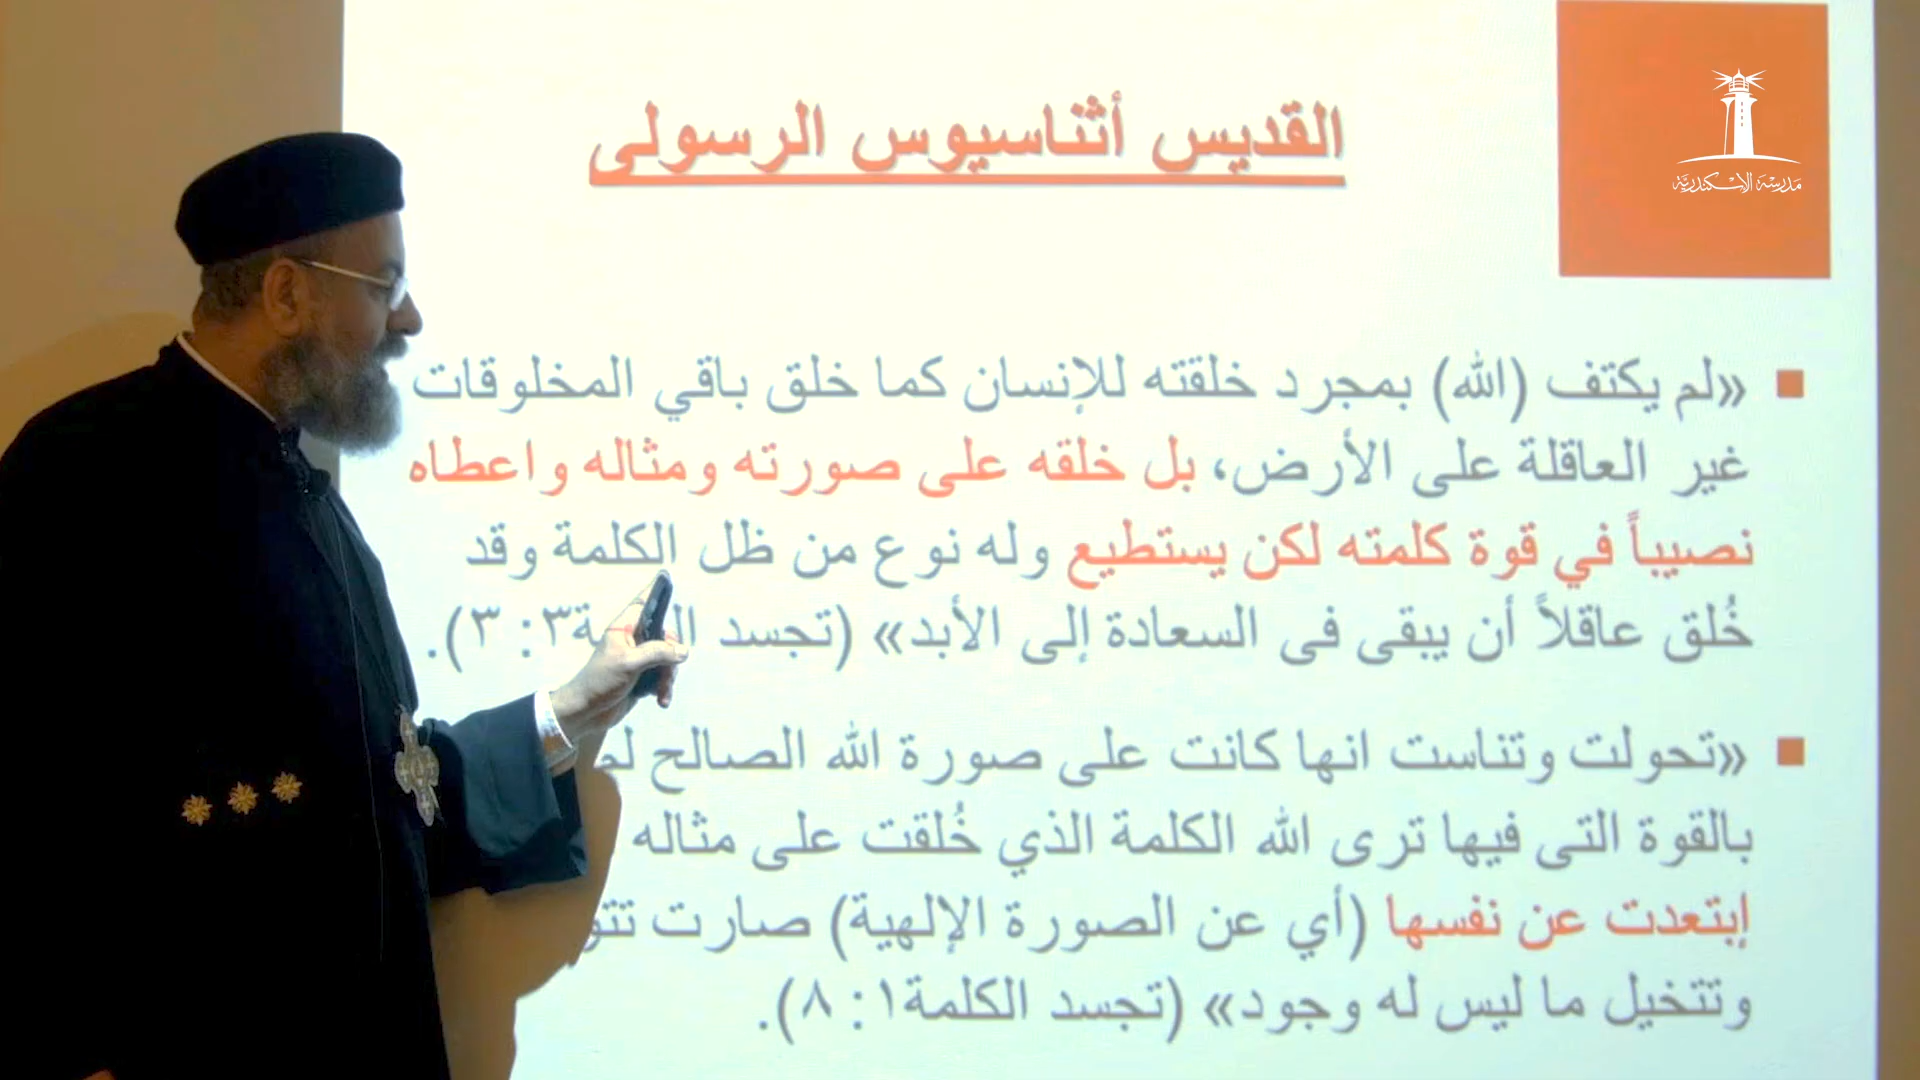 مدرسة الإسكندرية
القديس أثناسيوس الرسولى
«لم يكتف (الله) بمجرد خلقته للإنسان كما خلق باقي المخلوقات
غير العاقلة على الأرض، بل خلقه على صورته ومثاله واعطاه
نصيباً في قوة كلمته لكن يستطيع وله نوع من ظل الكلمة وقد
خُلق عاقلاً أن يبقى فى السعادة إلى الأبد» (تجسد ٣: ٣).
«تحولت وتناست انها كانت على صورة الله الصالح
بالقوة التى فيها ترى الله الكلمة الذي خُلقت على مثاله
إبتعدت عن نفسها (أي عن الصورة الإلهية) صارت
وتتخيل ما ليس له وجود» (تجسد الكلمة١: ٨).